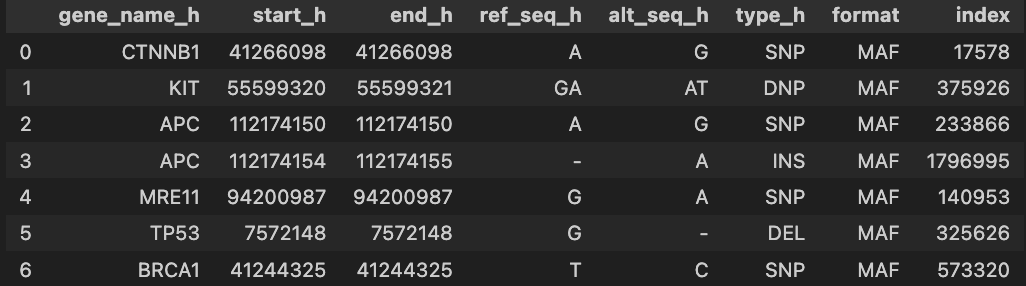 gene_name_h start_h end_h ref_seq_h alt_seq_h type_h format index
0 CTNNB1 41266098 41266098 A G SNP MAF 17578
1 KIT 55599320 55599321 GA AT DNP MAF 375926
2 APC 112174150 112174150 A G SNP MAF 233866
3 APC 112174154 112174155 - A INS MAF 1796995
4 MRE11 94200987 94200987 G A SNP MAF 140953
5 TP53 7572148 7572148 G - DEL MAF 325626
6 BRCA1 41244325 41244325 T C SNP MAF 573320